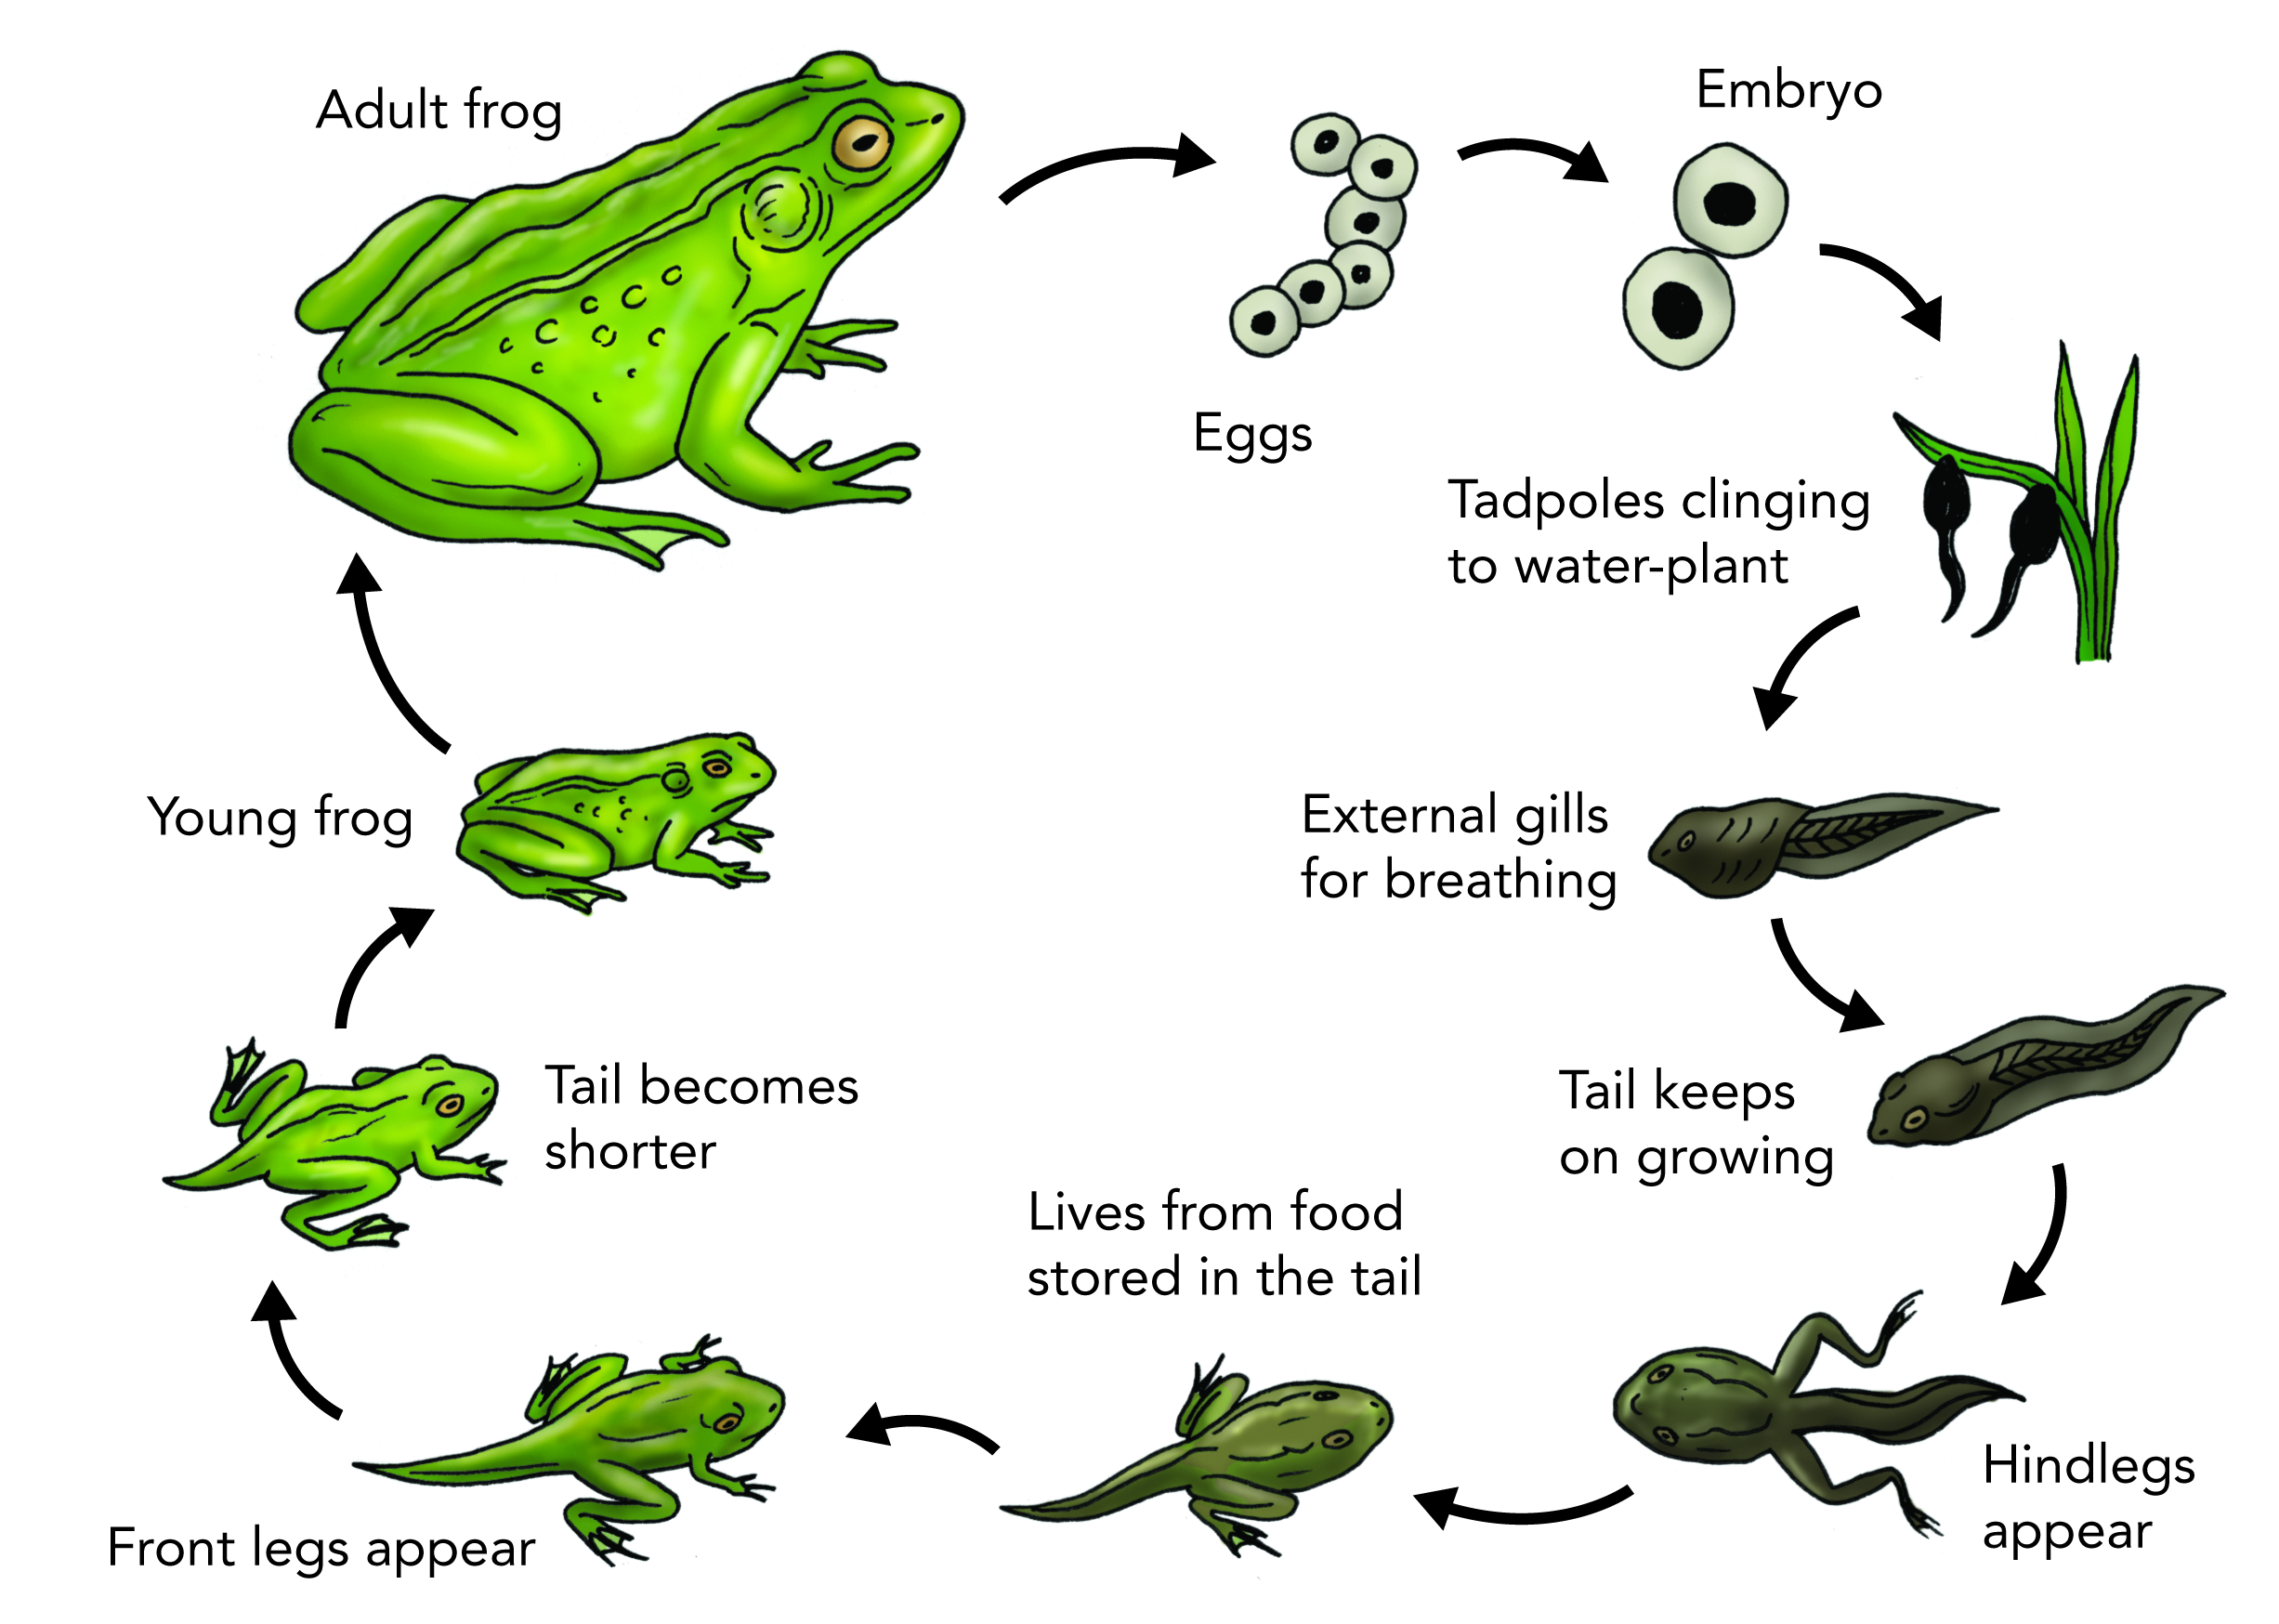 Adult frog
Eggs
Embryo
Tadpoles clinging
to water-plant
External gills
for breathing
Tail keeps
on growing
Hindlegs
appear
Lives from food
stored in the tail
Front legs appear
Tail becomes
shorter
Young frog